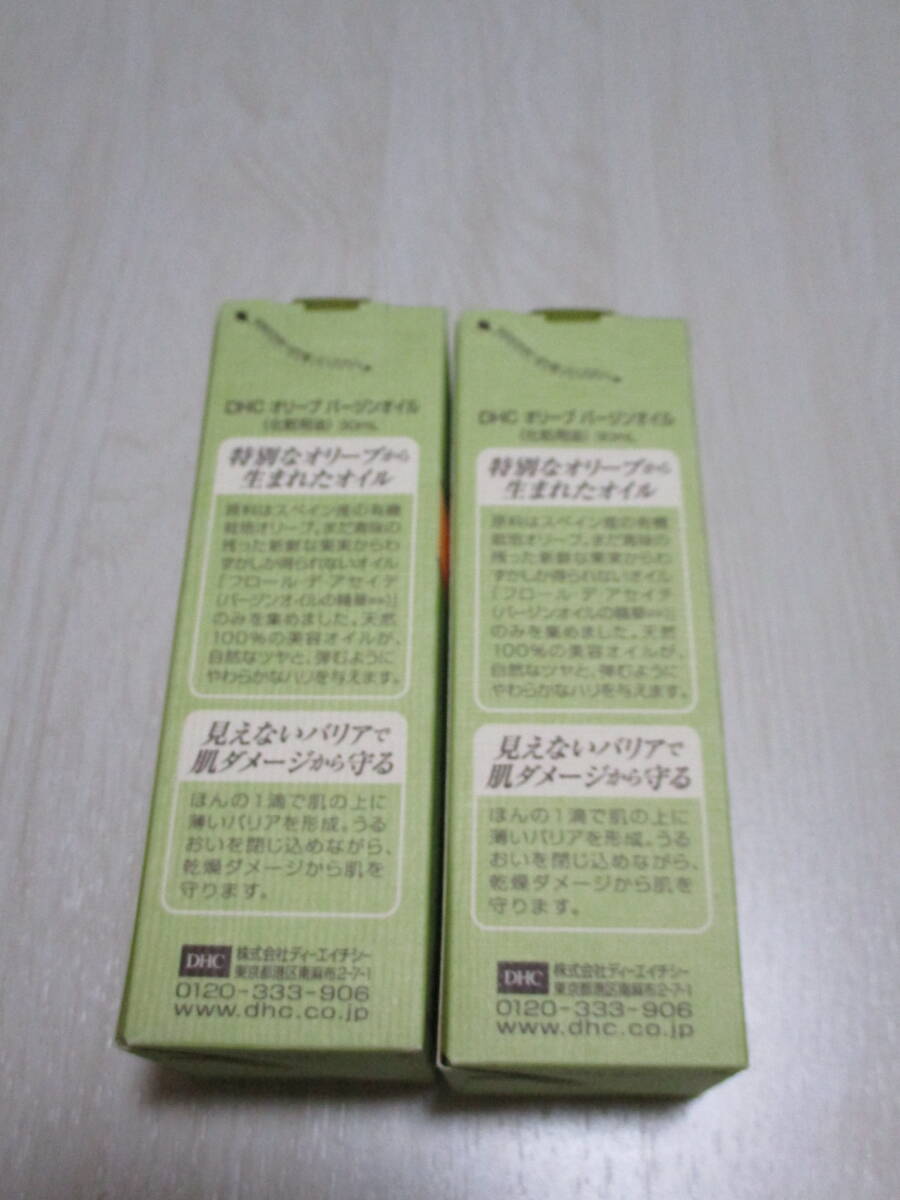 DHC オリーブ バージンオイル
(化粧用油) 30mL
特別なオリーブから
生まれたオイル
原料はスペイン産の有機
栽培オリーブ。まだ青味の
残った新鮮な果実からわ
ずかしか得られないオイル
『フロール・デ・アセイテ
(バージンオイルの精華)』
のみを集めました。天然
100%の美容オイルが、
自然なツヤと、弾むように
やわらかなハリを与えます。
見えないバリアで
肌ダメージから守る
ほんの1滴で肌の上に
薄いバリアを形成。うる
おいを閉じ込めながら、
乾燥ダメージから肌を
守ります。
DHC 株式会社ディーエイチシー
東京都港区南麻布2-7-1
0120-333-906
www.dhc.co.jp
DHC オリーブ バージンオイル
(化粧用油) 30mL
特別なオリーブから
生まれたオイル
原料はスペイン産の有機
栽培オリーブ。まだ青味の
残った新鮮な果実からわ
ずかしか得られないオイル
『フロール・デ・アセイテ
(バージンオイルの精華)』
のみを集めました。天然
100%の美容オイルが、
自然なツヤと、弾むように
やわらかなハリを与えます。
見えないバリアで
肌ダメージから守る
ほんの1滴で肌の上に
薄いバリアを形成。うる
おいを閉じ込めながら、
乾燥ダメージから肌を
守ります。
DHC 株式会社ディーエイチシー
東京都港区南麻布2-7-1
0120-333-906
www.dhc.co.jp